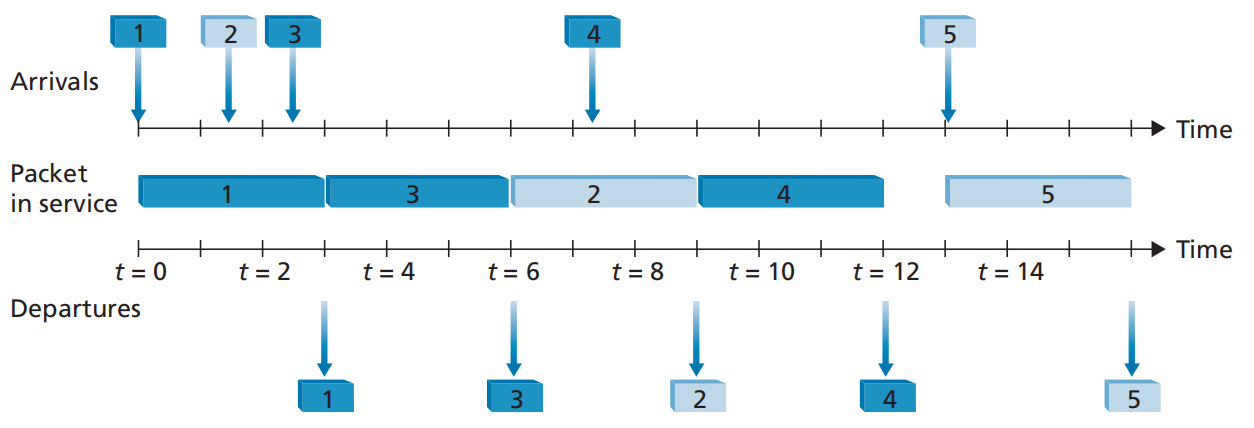 1 2 3 4 5
Arrivals
Time
Packet
in service
1 3 2 4 5
Time
t = 0 t = 2 t = 4 t = 6 t = 8 t = 10 t = 12 t = 14
Departures
1 3 2 4 5